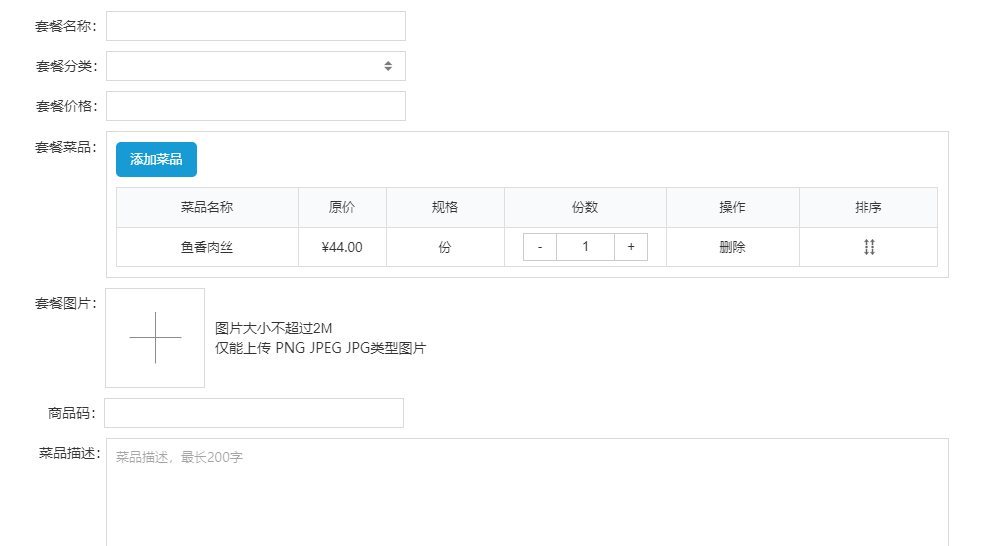 套餐名称:
套餐分类:
套餐价格:
套餐菜品:
添加菜品
菜品名称 原价 规格 份数 操作 排序
鱼香肉丝 ¥44.00 份 - 1 + 删除
套餐图片:
图片大小不超过2M
仅能上传 PNG JPEG JPG类型图片
商品码:
菜品描述:
菜品描述，最长200字